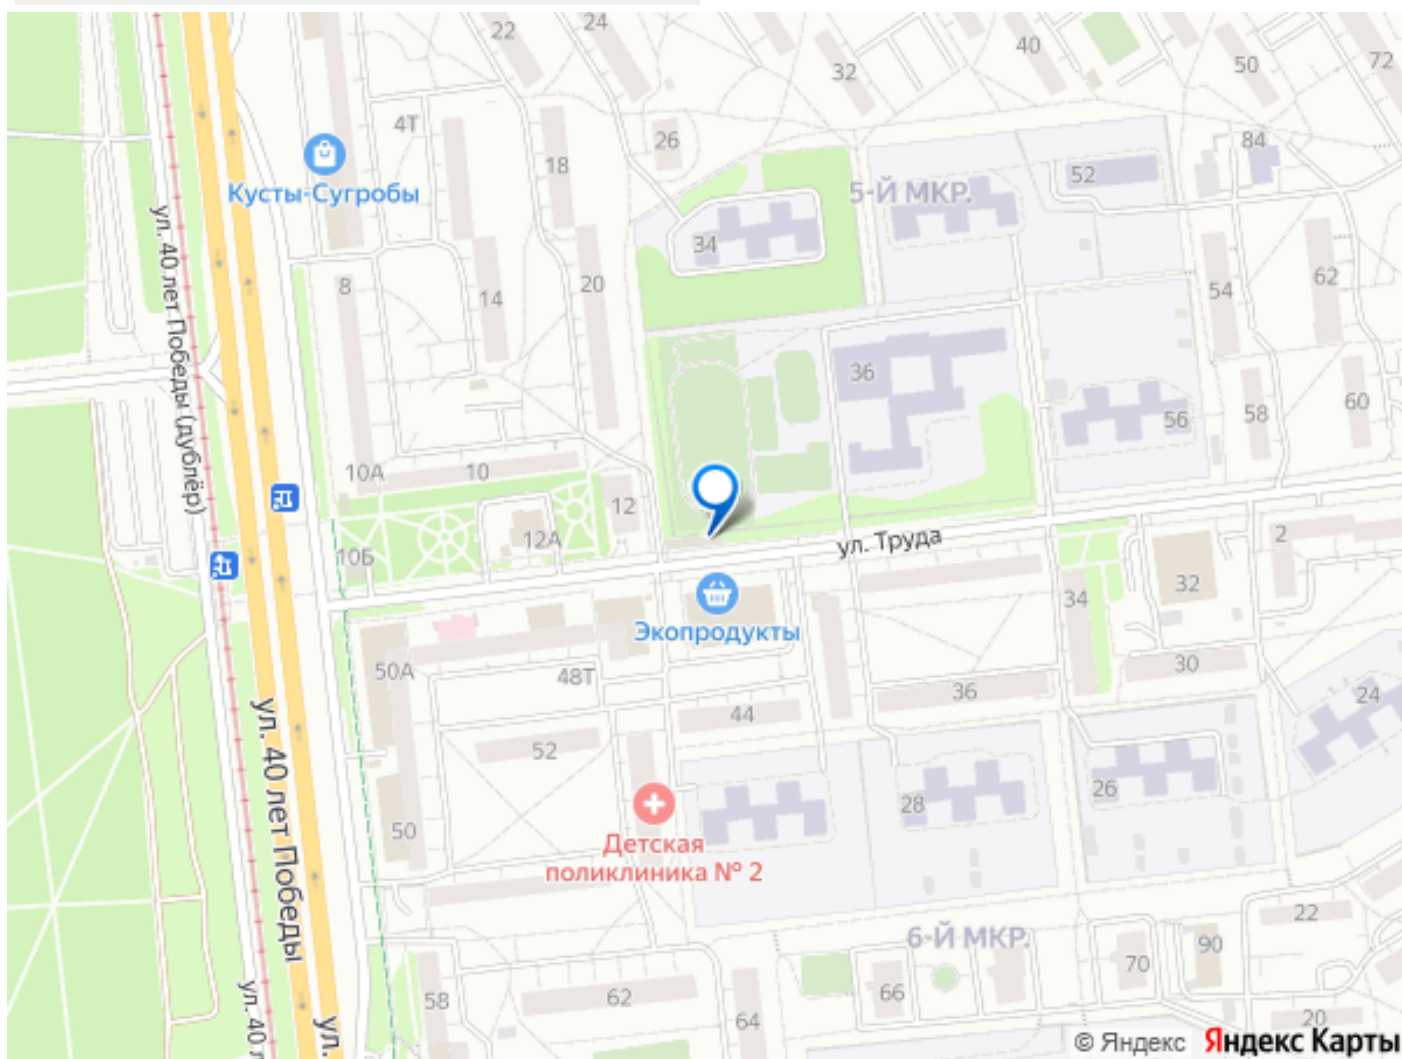 22
24
40
32
50
72
4Т
26
18
84
52
Кусты-Сугробы
5-Й МКР.
34
ул. 40 лет Победы (дублёр)
8
14
20
54
62
36
58
60
56
10А
10
12
12А
10Б
ул. Труда
2
32
34
Экопродукты
50А
48Т
44
36
30
24
52
ул. 40 лет Победы
28
26
50
Детская
поликлиника № 2
22
6-Й МКР.
90
70
66
58
62
64
20
ул. 40 л
ул.
© Яндекс Яндекс Карты